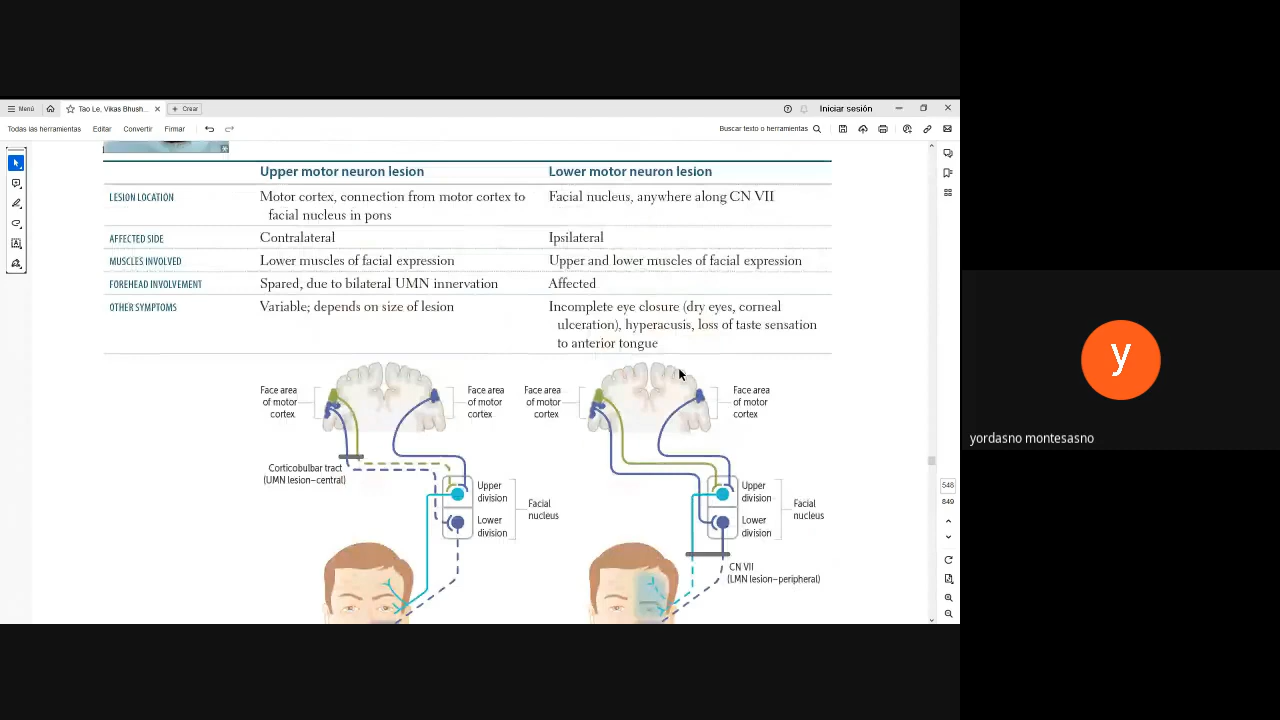 Menú
Tao Le, Vikas Bhush...
Crear
Iniciar sesión
Todas las herramientas
Editar
Convertir
Firmar
Buscar texto o herramientas
Upper motor neuron lesion
Lower motor neuron lesion
LESION LOCATION
Motor cortex, connection from motor cortex to
facial nucleus in pons
Facial nucleus, anywhere along CN VII
AFFECTED SIDE
Contralateral
Ipsilateral
MUSCLES INVOLVED
Lower muscles of facial expression
Upper and lower muscles of facial expression
FOREHEAD INVOLVEMENT
Spared, due to bilateral UMN innervation
Affected
OTHER SYMPTOMS
Variable; depends on size of lesion
Incomplete eye closure (dry eyes, corneal
ulceration), hyperacusis, loss of taste sensation
to anterior tongue
Face area
of motor
cortex
Face area
of motor
cortex
Face area
of motor
cortex
Face area
of motor
cortex
Corticobulbar tract
(UMN lesion–central)
Upper
division
Lower
division
Facial
nucleus
Upper
division
Lower
division
Facial
nucleus
CN VII
(LMN lesion–peripheral)
548
849
y
yordasno montesasno